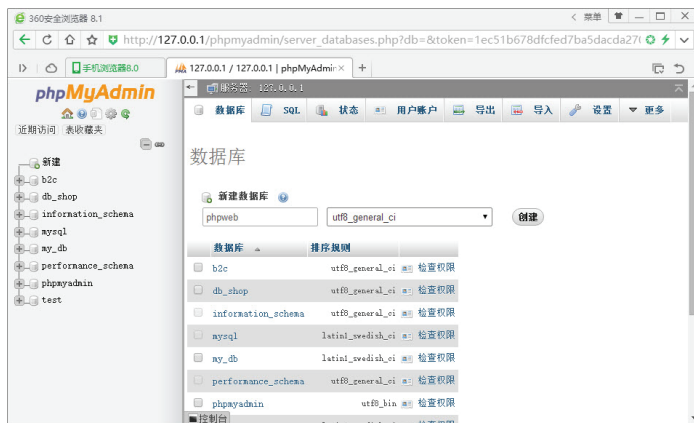 360安全浏览器 8.1
菜单
http://127.0.0.1/phpmyadmin/server_databases.php?db=&token=1ec51b678dfcfed7ba5dacda27(
手机浏览器8.0
127.0.0.1 / 127.0.0.1 | phpMyAdmin
phpMyAdmin
近期访问 表收藏夹
新建
b2c
db_shop
information_schema
mysql
my_db
performance_schema
phpmyadmin
test
服务器: 127.0.0.1
数据库 SQL 状态 用户账户 导出 导入 设置 更多
数据库
新建数据库
phpweb utf8_general_ci 创建
数据库 排序规则
b2c utf8_general_ci 检查权限
db_shop utf8_general_ci 检查权限
information_schema utf8_general_ci 检查权限
mysql latin1_swedish_ci 检查权限
my_db latin1_swedish_ci 检查权限
performance_schema utf8_general_ci 检查权限
phpmyadmin utf8_bin 检查权限
控制台